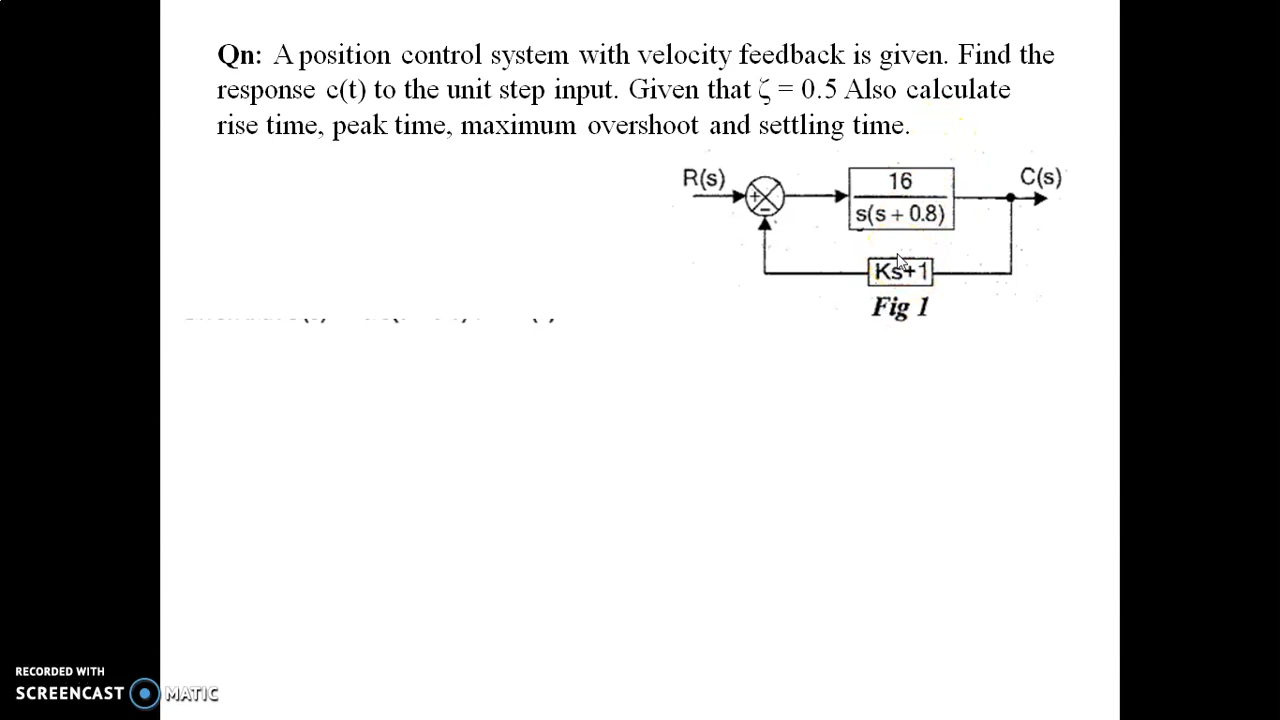 Qn: A position control system with velocity feedback is given. Find the
response c(t) to the unit step input. Given that ζ = 0.5 Also calculate
rise time, peak time, maximum overshoot and settling time.
R(s)
+
−
16
s(s + 0.8)
C(s)
Ks+1
Fig 1
RECORDED WITH
SCREENCAST MATIC